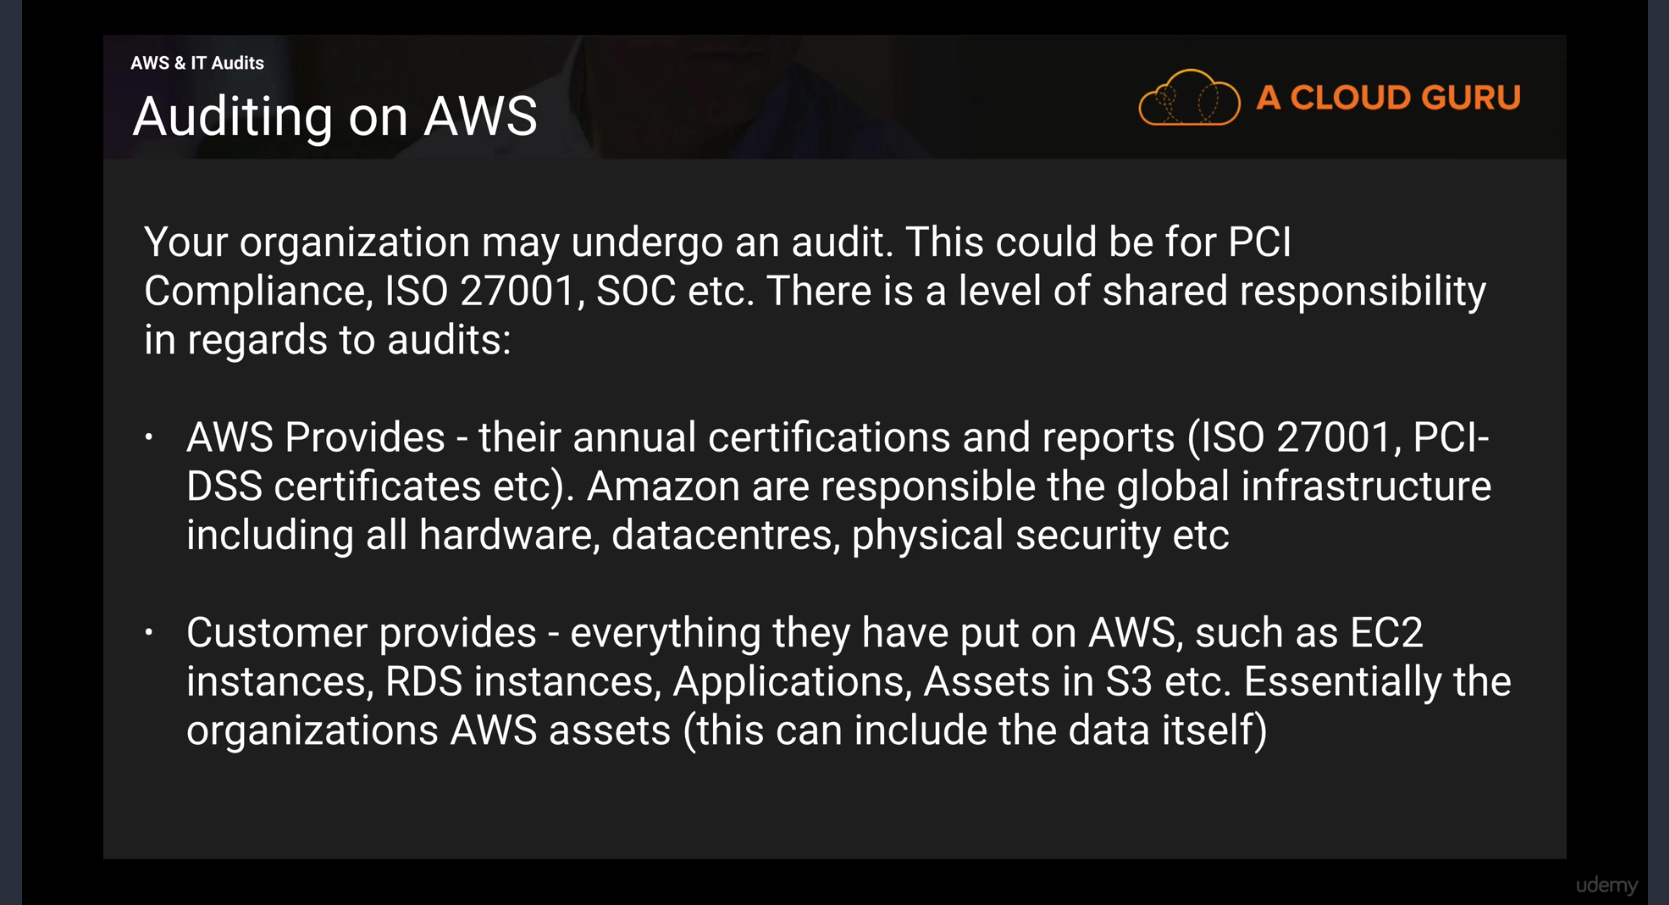 AWS & IT Audits
Auditing on AWS
A CLOUD GURU
Your organization may undergo an audit. This could be for PCI
Compliance, ISO 27001, SOC etc. There is a level of shared responsibility
in regards to audits:
• AWS Provides - their annual certifications and reports (ISO 27001, PCI-
DSS certificates etc). Amazon are responsible the global infrastructure
including all hardware, datacentres, physical security etc
• Customer provides - everything they have put on AWS, such as EC2
instances, RDS instances, Applications, Assets in S3 etc. Essentially the
organizations AWS assets (this can include the data itself)
udemy